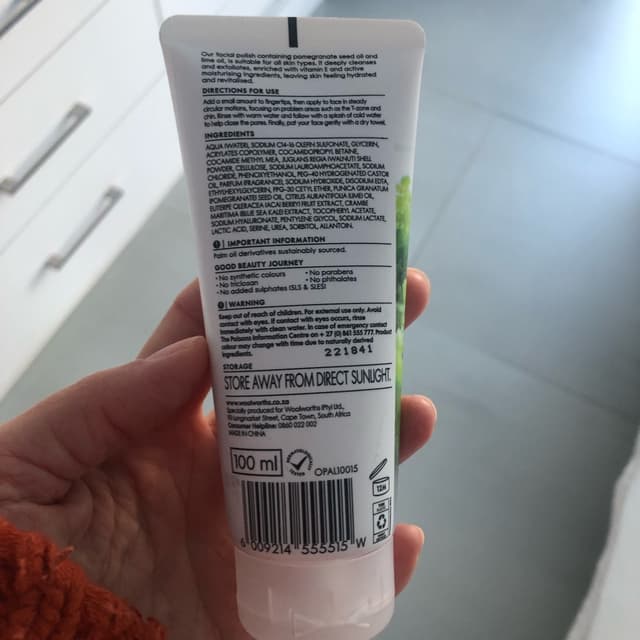 Our facial polish containing pomegranate seed oil and
lime oil, is suitable for all skin types. It deeply cleanses
and exfoliates, enriched with vitamin E and active
moisturising ingredients, leaving skin feeling hydrated
and revitalised.
DIRECTIONS FOR USE
Add a small amount to fingertips, then apply to face in steady
circular motions, focusing on problem areas such as the T-zone and
chin. Rinse with warm water and follow with a splash of cold water
to help close the pores. Finally, pat your face gently with a dry towel.
INGREDIENTS
AQUA (WATER), SODIUM C14-16 OLEFIN SULFONATE, GLYCERIN,
ACRYLATES COPOLYMER, COCAMIDOPROPYL BETAINE,
COCAMIDE METHYL MEA, JUGLANS REGIA (WALNUT) SHELL
POWDER, CELLULOSE, SODIUM LAUROAMPHOACETATE, SODIUM
CHLORIDE, PHENOXYETHANOL, PEG-40 HYDROGENATED CASTOR
OIL, PARFUM (FRAGRANCE), SODIUM HYDROXIDE, DISODIUM EDTA,
ETHYLHEXYLGLYCERIN, PPG-30 CETYL ETHER, PUNICA GRANATUM
(POMEGRANATE) SEED OIL, CITRUS AURANTIFOLIA (LIME) OIL,
EUTERPE OLERACEA (ACAI BERRY) FRUIT EXTRACT, CRAMBE
MARITIMA (BLUE SEA KALE) EXTRACT, TOCOPHERYL ACETATE,
SODIUM HYALURONATE, PENTYLENE GLYCOL, SODIUM LACTATE,
LACTIC ACID, SERINE, UREA, SORBITOL, ALLANTOIN.
IMPORTANT INFORMATION
Palm oil derivatives sustainably sourced.
GOOD BEAUTY JOURNEY
• No synthetic colours • No parabens
• No triclosan • No phthalates
• No added sulphates (SLS & SLES)
WARNING
Keep out of reach of children. For external use only. Avoid
contact with eyes. If contact with eyes occurs, rinse
immediately with clean water. In case of emergency contact
The Poisons Information Centre on + 27 (0) 861 555 777. Product
colour may change with time due to naturally derived
ingredients. 221841
STORAGE
STORE AWAY FROM DIRECT SUNLIGHT.
www.woolworths.co.za
Specially produced for Woolworths (Pty) Ltd.,
93 Longmarket Street, Cape Town, South Africa
Consumer Helpline: 0860 022 002
MADE IN CHINA
100 ml OPAL10015
12M
6 009214 555515 W